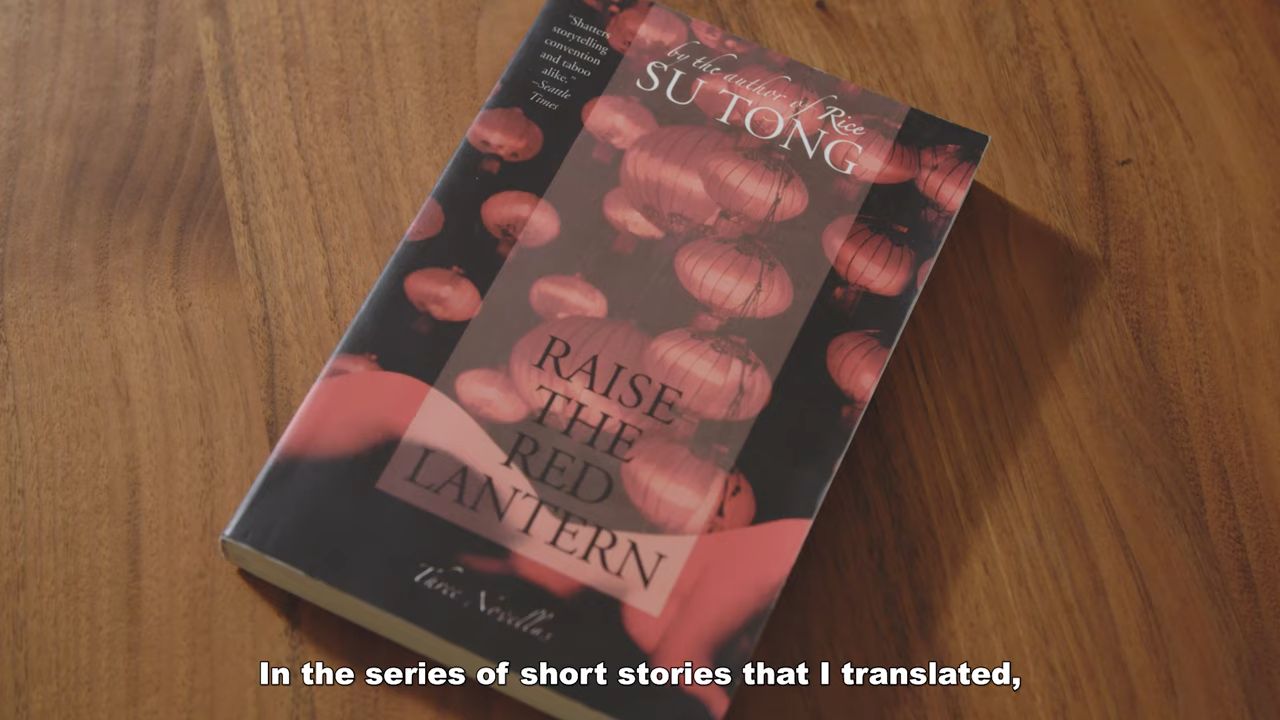 "Shatters
storytelling
convention
and taboo
alike."
—Seattle
Times
by the author of Rice
SU TONG
RAISE
THE
RED
LANTERN
Three Novellas
In the series of short stories that I translated,